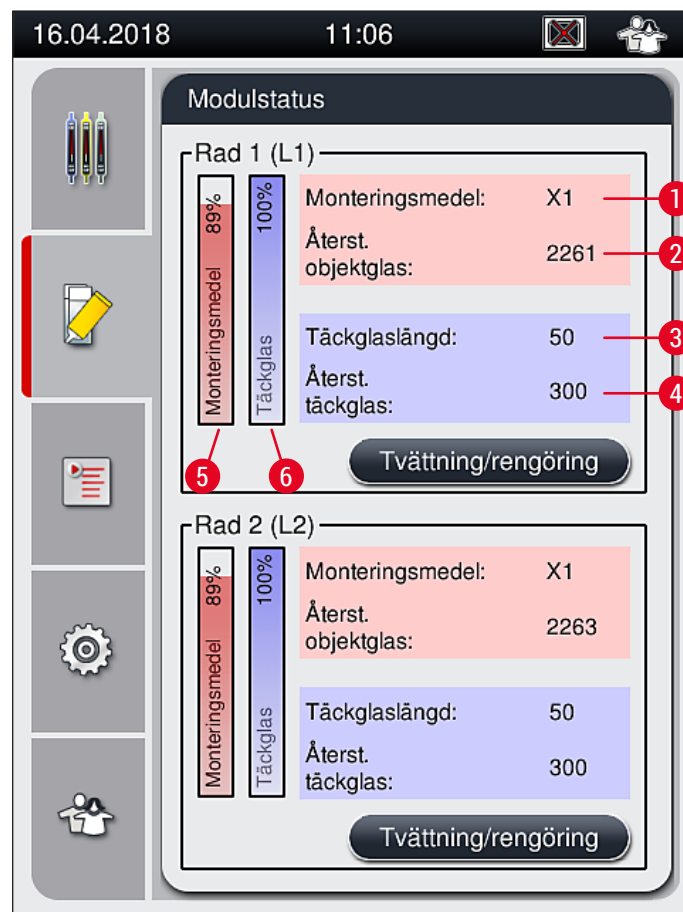 16.04.2018 11:06
Modulstatus
Rad 1 (L1)
Monteringsmedel 89%
Täckglas 100%
Monteringsmedel: X1 1
Återst.
objektglas: 2261 2
Täckglaslängd: 50 3
Återst.
täckglas: 300 4
5 6
Tvättning/rengöring
Rad 2 (L2)
Monteringsmedel 89%
Täckglas 100%
Monteringsmedel: X1
Återst.
objektglas: 2263
Täckglaslängd: 50
Återst.
täckglas: 300
Tvättning/rengöring